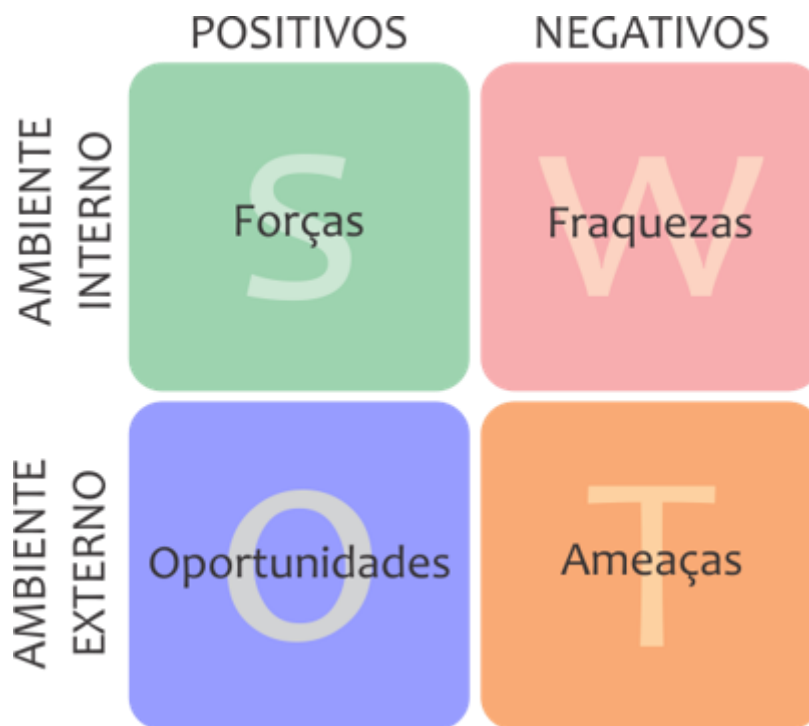 POSITIVOS
NEGATIVOS
AMBIENTE
INTERNO
S
Forças
W
Fraquezas
AMBIENTE
EXTERNO
O
Oportunidades
T
Ameaças